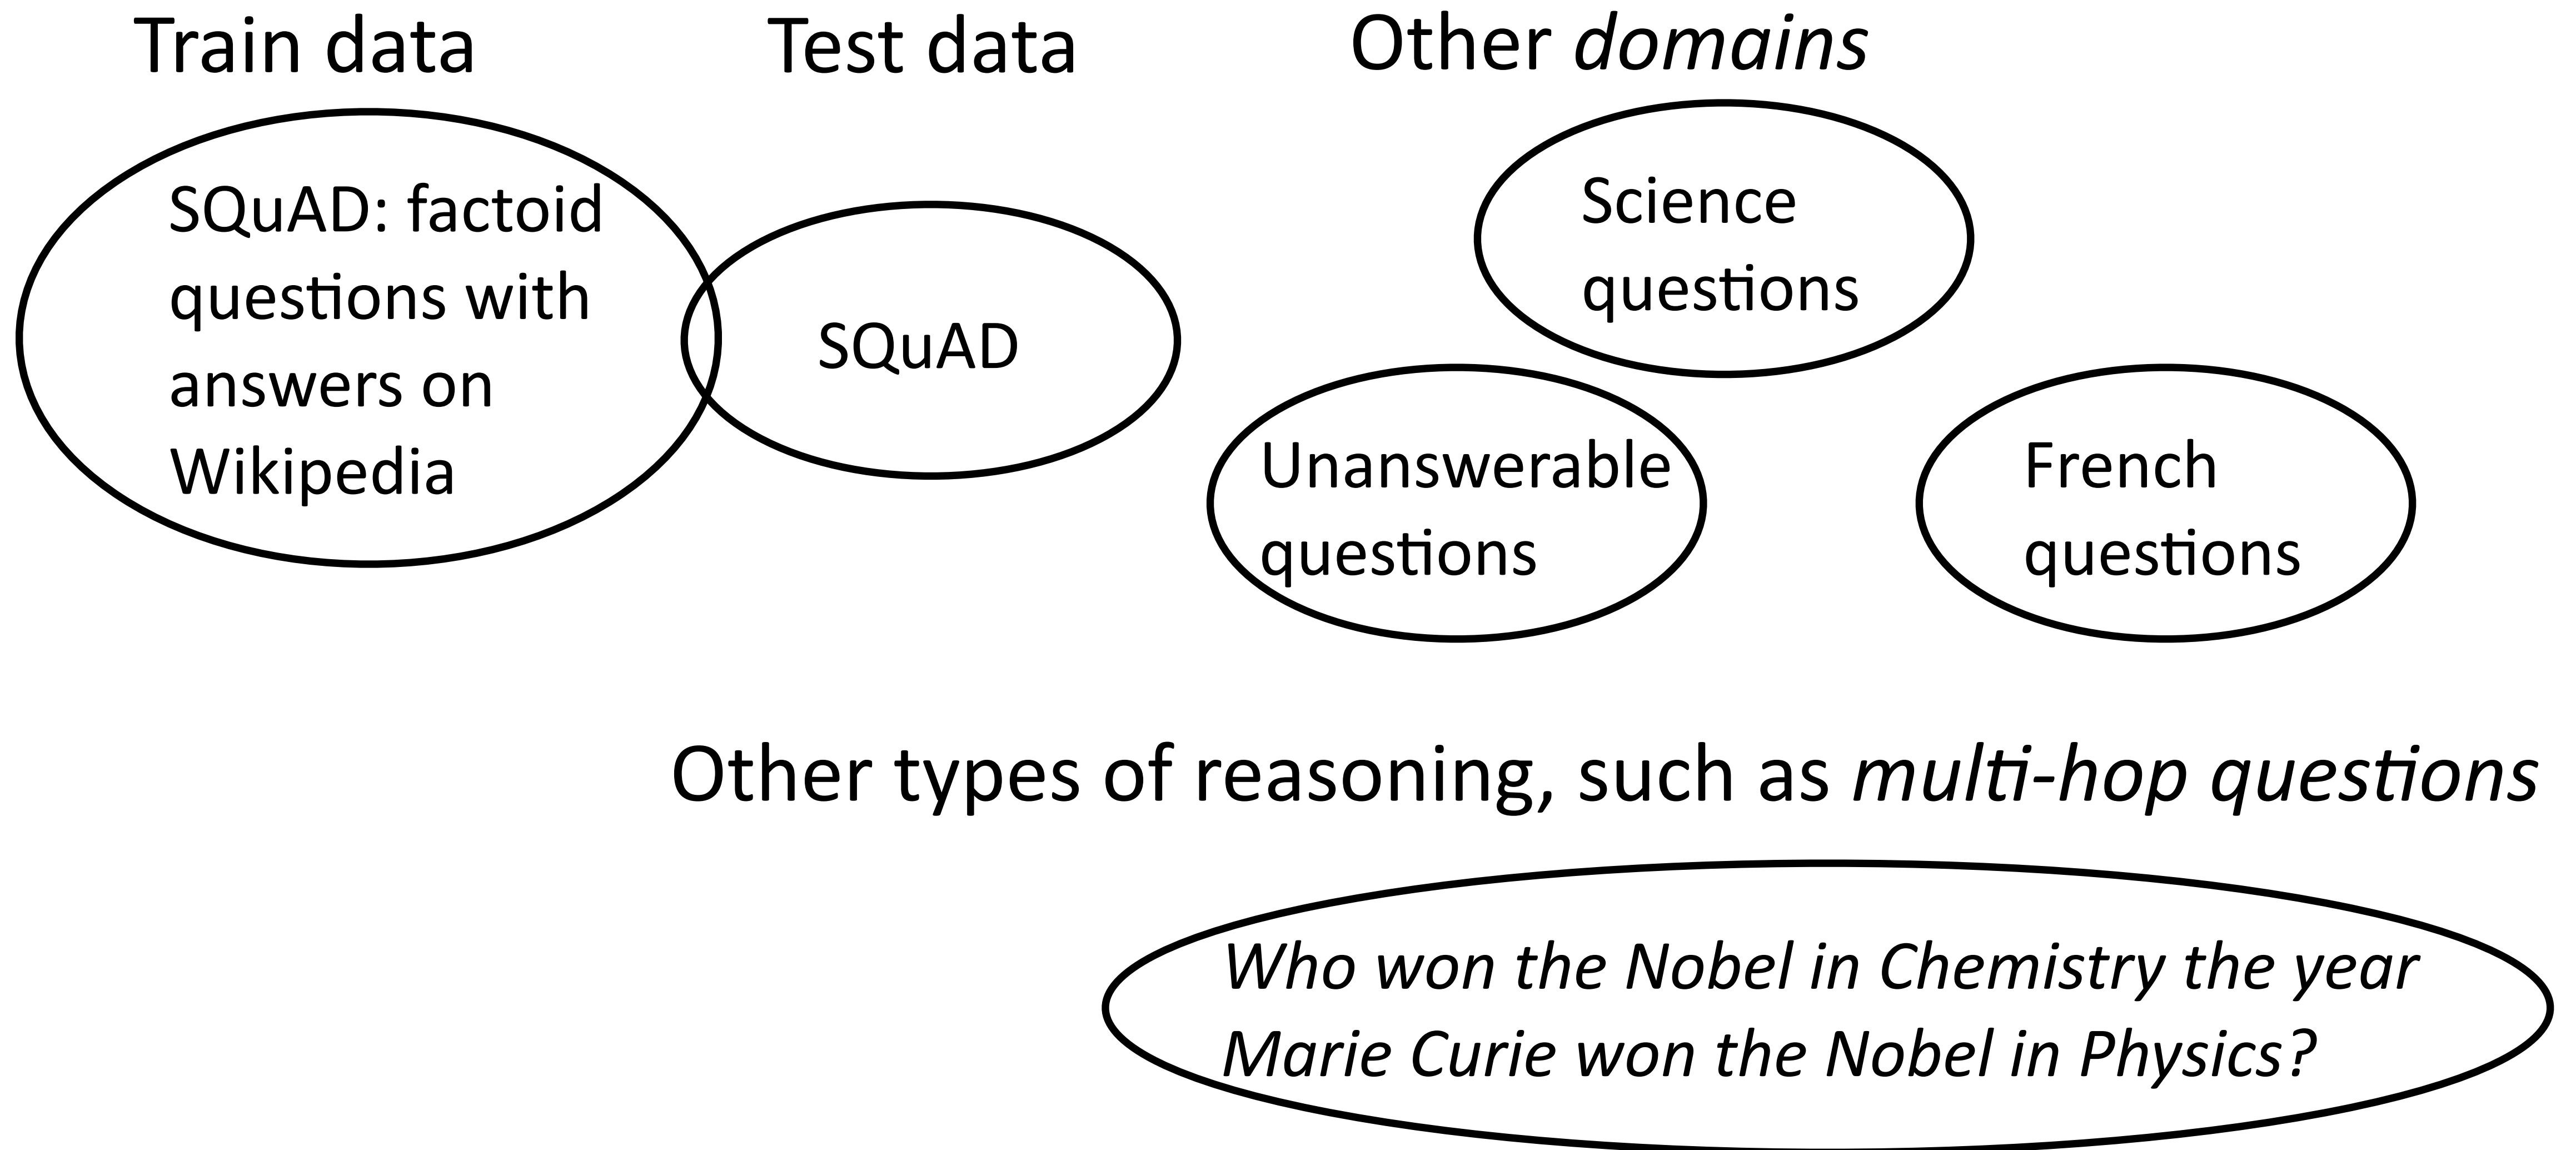 Train data
Test data
Other domains
SQuAD: factoid
questions with
answers on
Wikipedia
SQuAD
Science
questions
Unanswerable
questions
French
questions
Other types of reasoning, such as multi-hop questions
Who won the Nobel in Chemistry the year
Marie Curie won the Nobel in Physics?